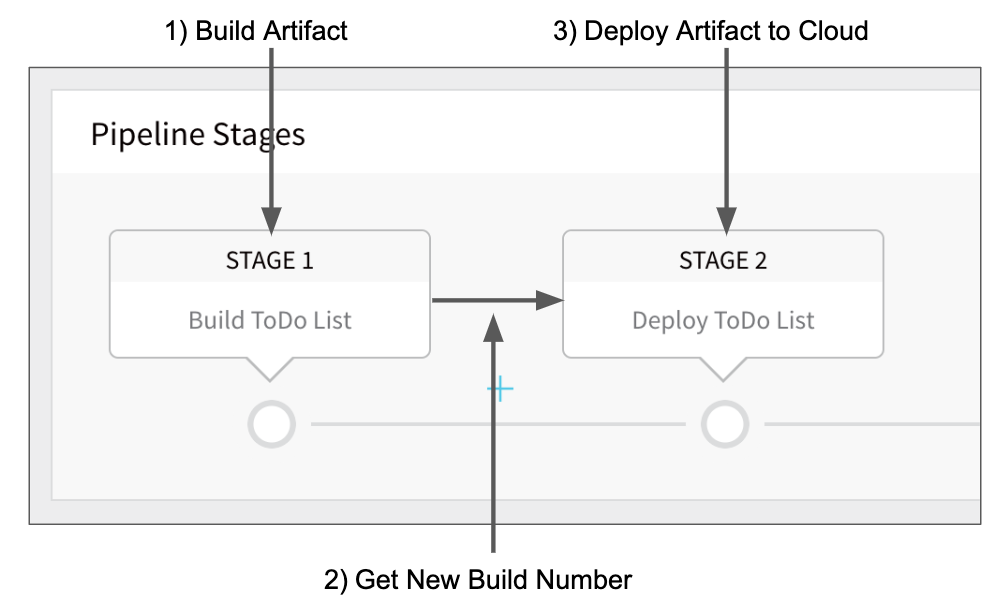 1) Build Artifact
3) Deploy Artifact to Cloud
Pipeline Stages
STAGE 1
Build ToDo List
STAGE 2
Deploy ToDo List
2) Get New Build Number